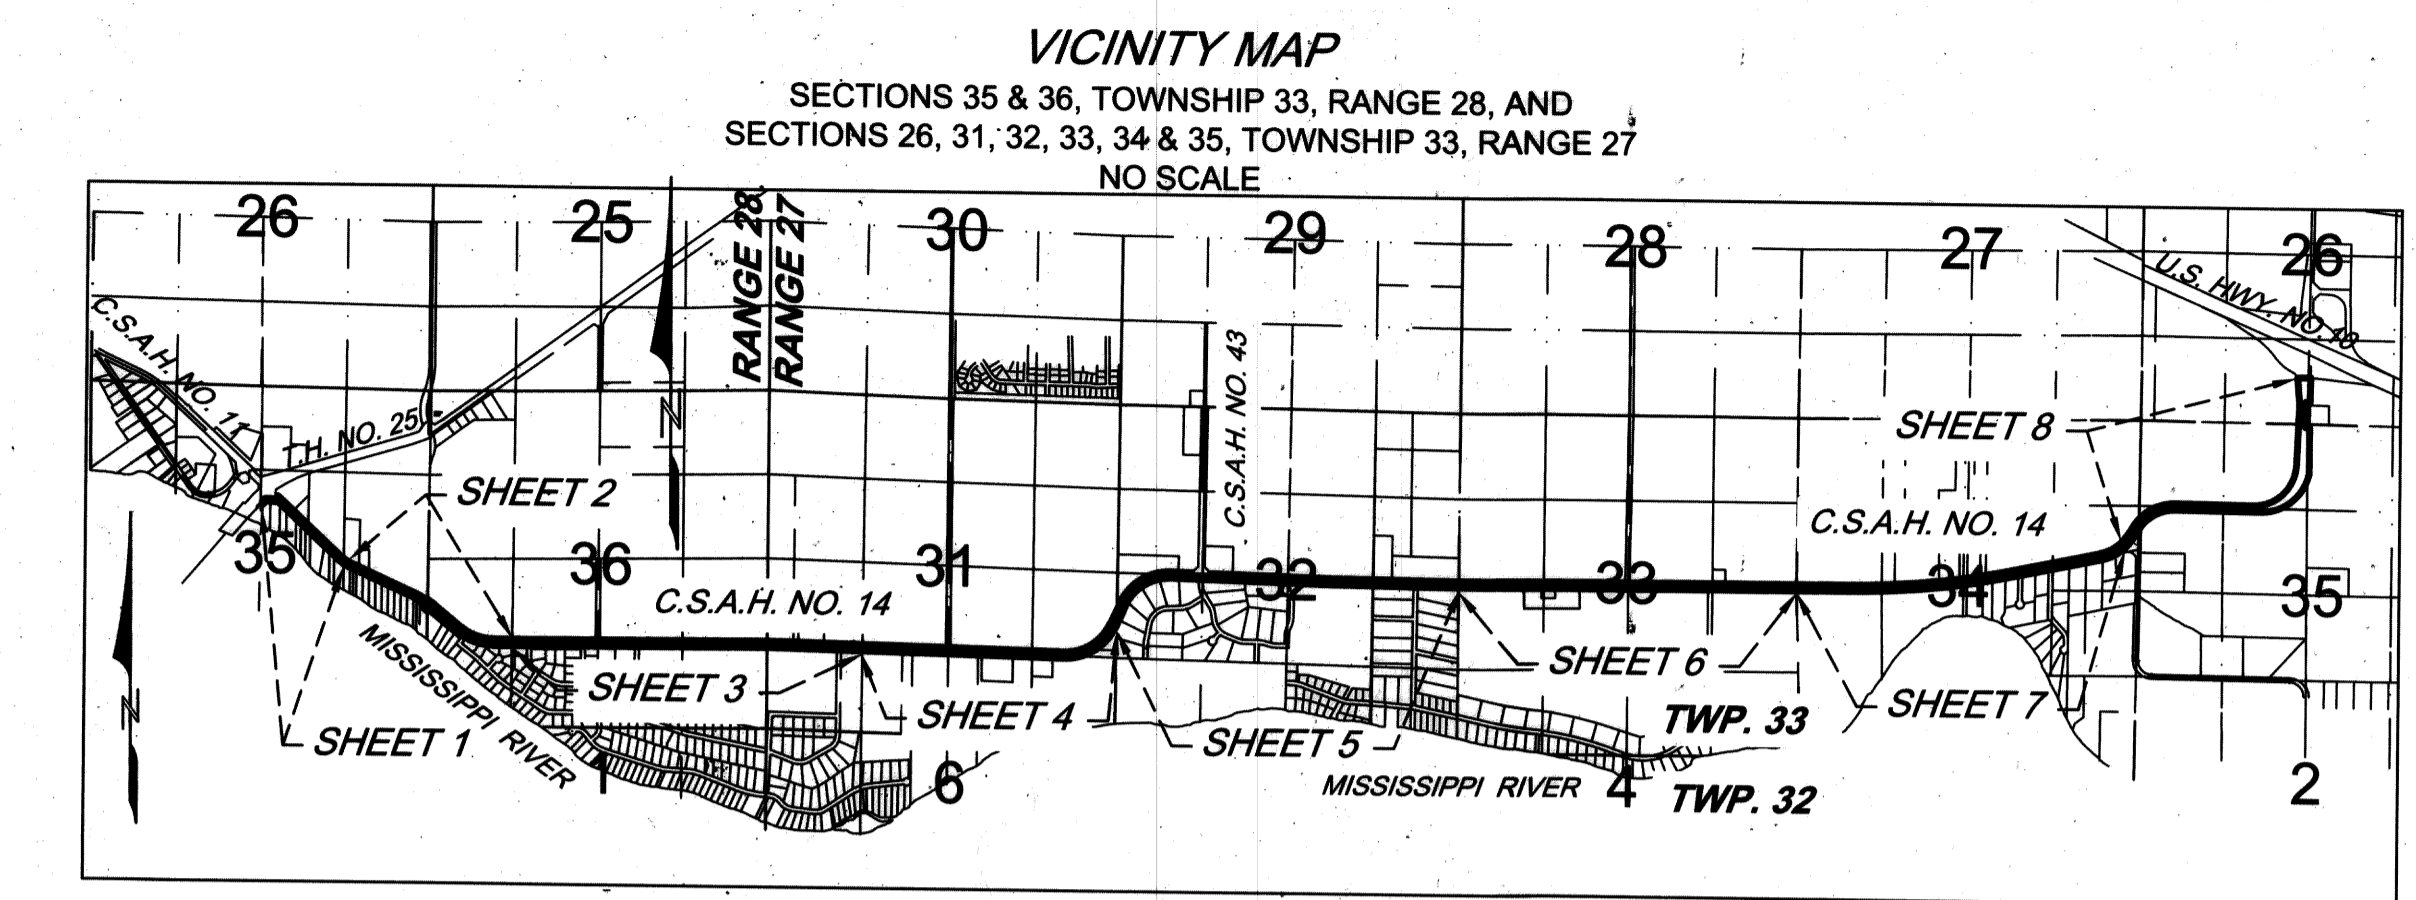 VICINITY MAP
SECTIONS 35 & 36, TOWNSHIP 33, RANGE 28, AND
SECTIONS 26, 31, 32, 33, 34 & 35, TOWNSHIP 33, RANGE 27
NO SCALE
26
25
RANGE 28
RANGE 27
30
29
28
27
26
U.S. HWY. NO. 10
C.S.A.H. NO. 11
T.H. NO. 25
N
C.S.A.H. NO. 43
SHEET 8
SHEET 2
C.S.A.H. NO. 14
35
36
31
32
33
34
35
C.S.A.H. NO. 14
MISSISSIPPI RIVER
SHEET 3
SHEET 6
SHEET 7
N
SHEET 1
SHEET 4
SHEET 5
TWP. 33
1
6
MISSISSIPPI RIVER
4
TWP. 32
2